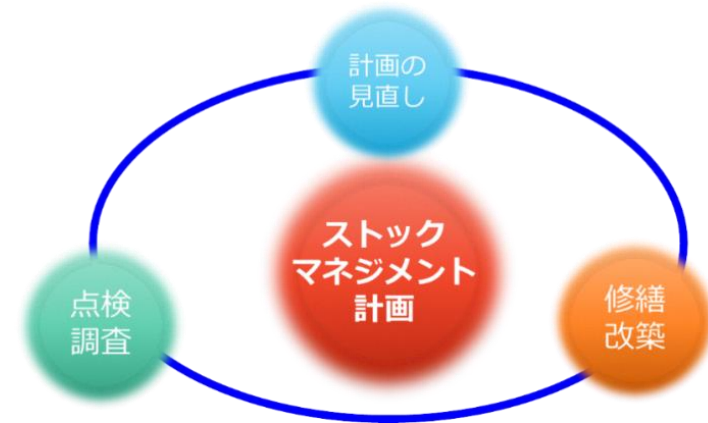 計画の
見直し
ストック
マネジメント
計画
点検
調査
修繕
改築